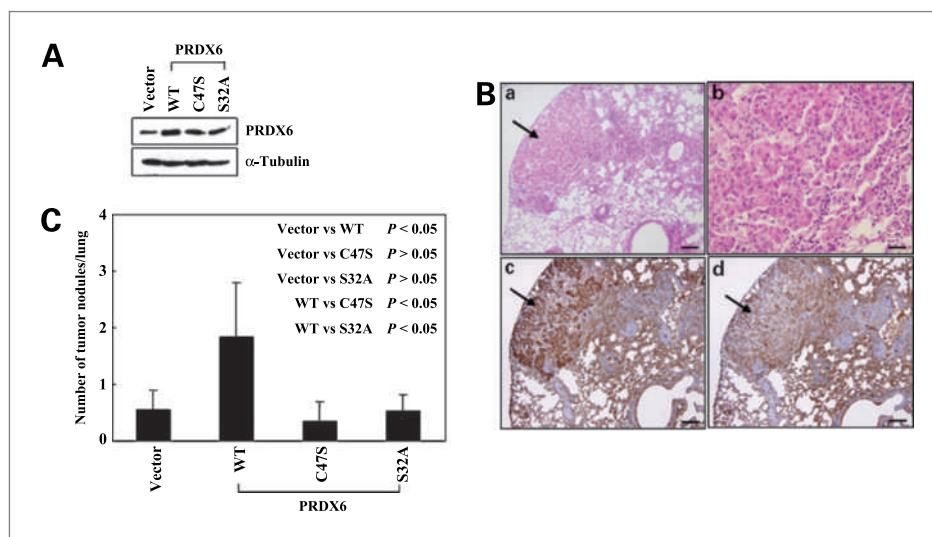 A
PRDX6
Vector
WT
C47S
S32A
PRDX6
α-Tubulin
B
a
b
c
d
C
Number of tumor nodules/lung
4
3
2
1
0
Vector vs WT P < 0.05
Vector vs C47S P > 0.05
Vector vs S32A P > 0.05
WT vs C47S P < 0.05
WT vs S32A P < 0.05
Vector
WT
C47S
S32A
PRDX6